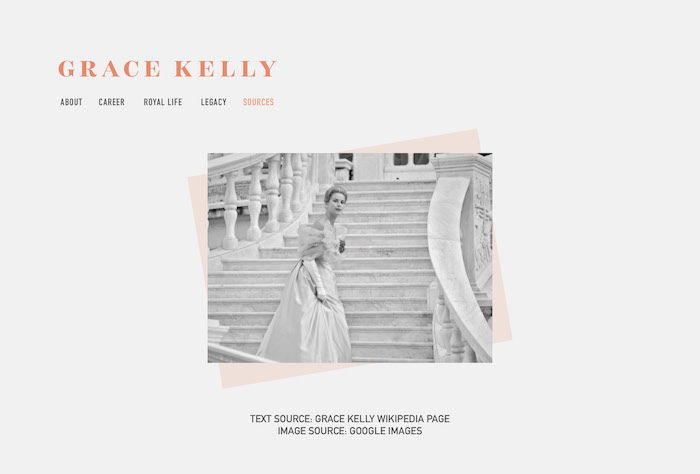 GRACE KELLY
ABOUT CAREER ROYAL LIFE LEGACY SOURCES
TEXT SOURCE: GRACE KELLY WIKIPEDIA PAGE
IMAGE SOURCE: GOOGLE IMAGES